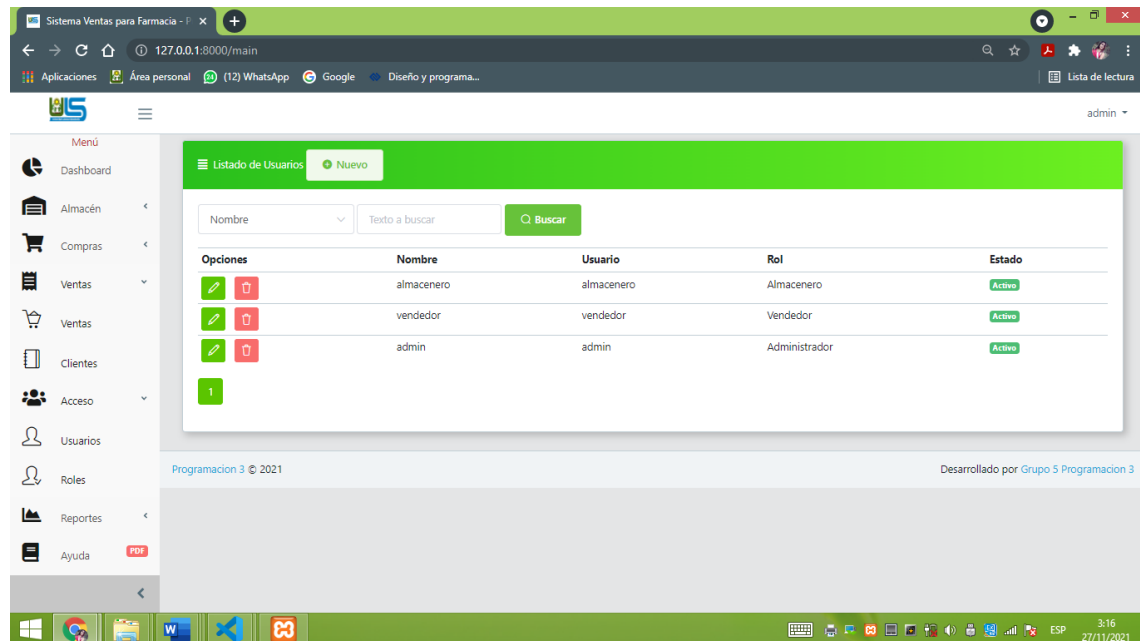 Sistema Ventas para Farmacia - P
127.0.0.1:8000/main
Aplicaciones Área personal (12) WhatsApp Google Diseño y programa... Lista de lectura
admin
Menú
Dashboard
Almacén
Compras
Ventas
Ventas
Clientes
Acceso
Usuarios
Roles
Reportes
Ayuda PDF
Listado de Usuarios Nuevo
Nombre Texto a buscar Buscar
Opciones Nombre Usuario Rol Estado
almacenero almacenero Almacenero Activo
vendedor vendedor Vendedor Activo
admin admin Administrador Activo
1
Programacion 3 © 2021 Desarrollado por Grupo 5 Programacion 3
ESP 3:16
27/11/2021